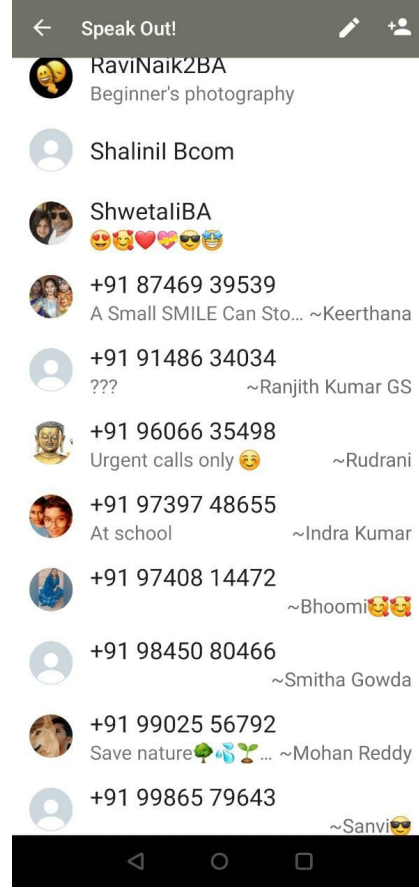 Speak Out!
RaviNaik2BA
Beginner's photography
ShaliniI Bcom
ShwetaIiBA
😍🥰❤️💝😎🤩
+91 87469 39539
A Small SMILE Can Sto... ~Keerthana
+91 91486 34034
??? ~Ranjith Kumar GS
+91 96066 35498
Urgent calls only ☺️ ~Rudrani
+91 97397 48655
At school ~Indra Kumar
+91 97408 14472
~Bhoomi🥰🥰
+91 98450 80466
~Smitha Gowda
+91 99025 56792
Save nature🌳💦🌱... ~Mohan Reddy
+91 99865 79643
~Sanvi😎